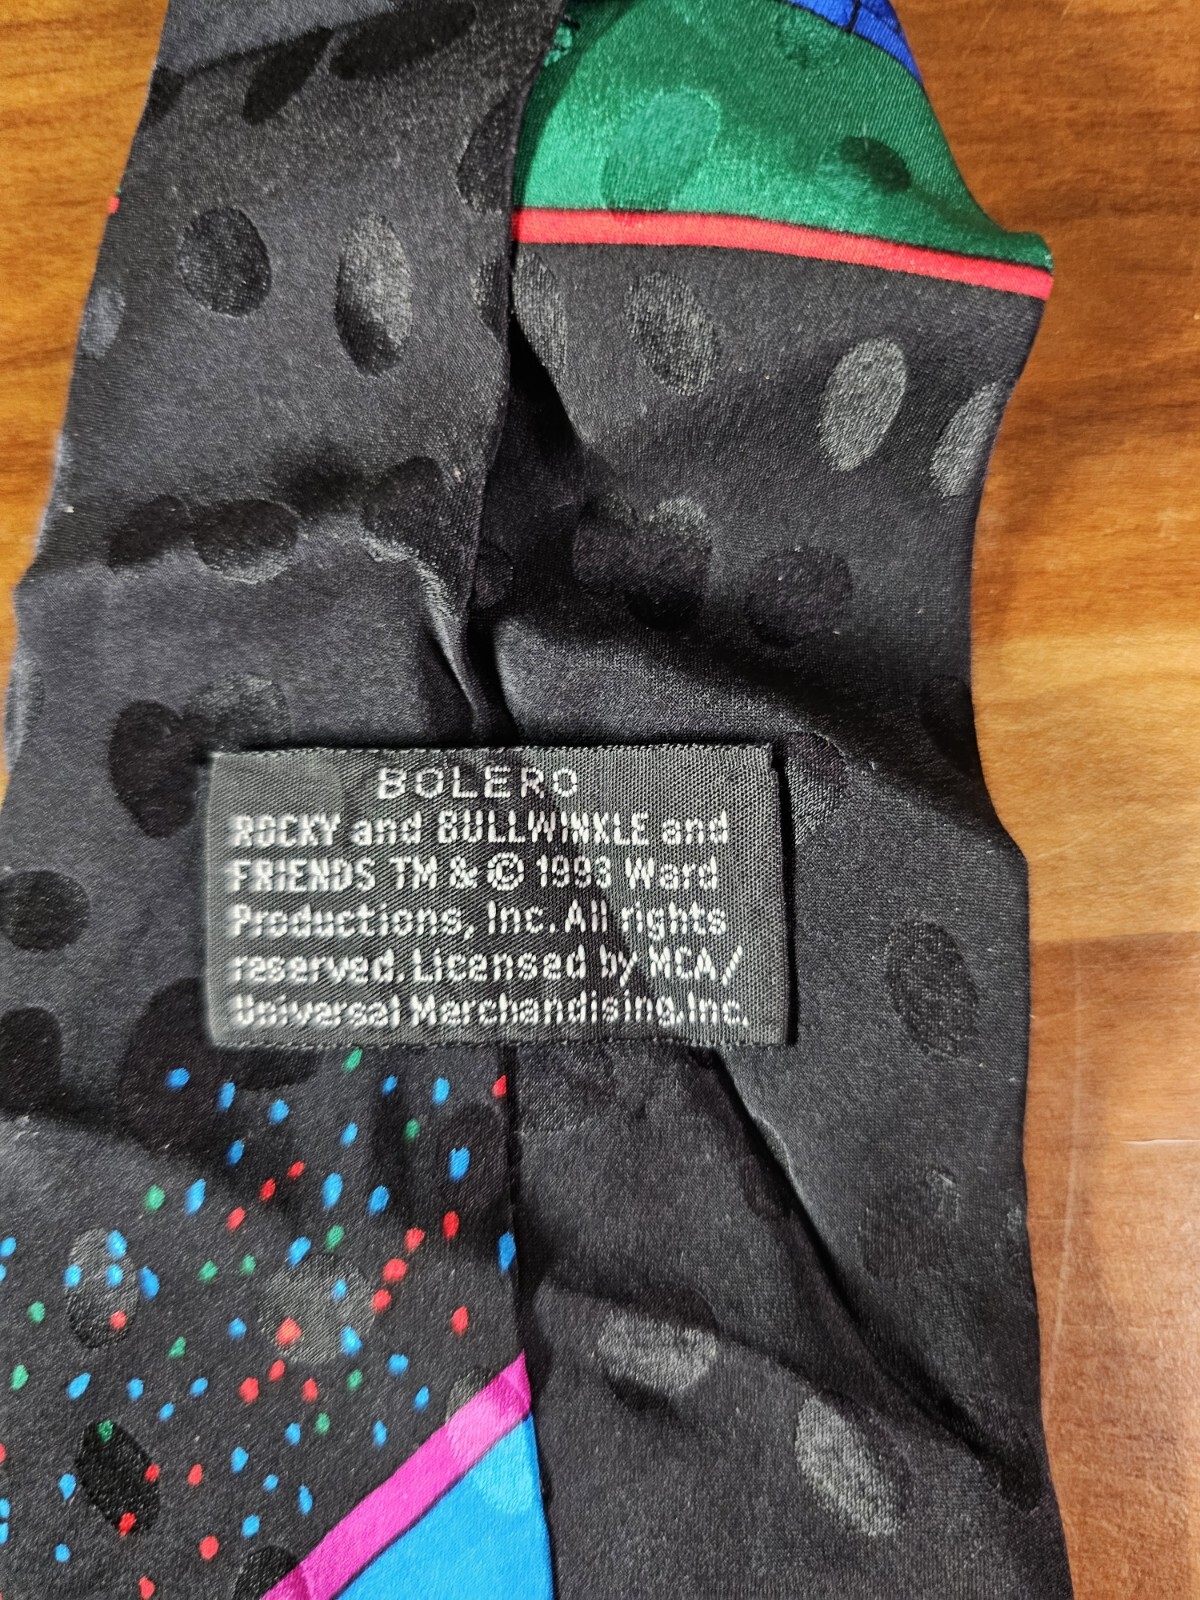 BOLERO
ROCKY and BULLWINKLE and
FRIENDS TM & © 1993 Ward
Productions, Inc. All rights
reserved. Licensed by MCA/
Universal Merchandising, Inc.